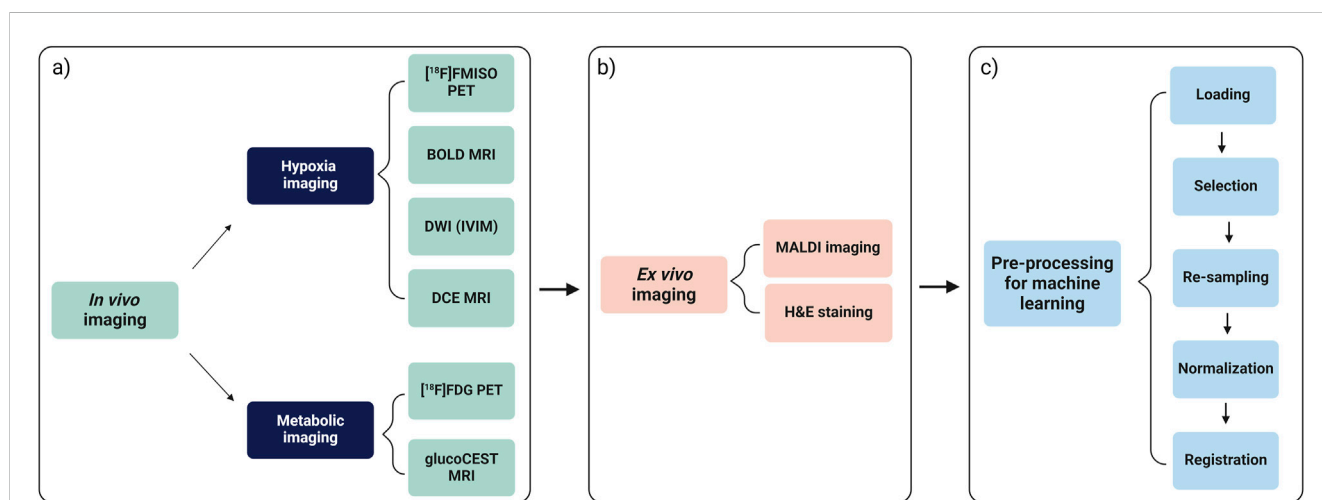 a)
[¹⁸F]FMISO
PET
BOLD MRI
Hypoxia
imaging
DWI (IVIM)
DCE MRI
In vivo
imaging
[¹⁸F]FDG PET
Metabolic
imaging
glucoCEST
MRI
b)
MALDI imaging
Ex vivo
imaging
H&E staining
c)
Loading
Selection
Pre-processing
for machine
learning
Re-sampling
Normalization
Registration